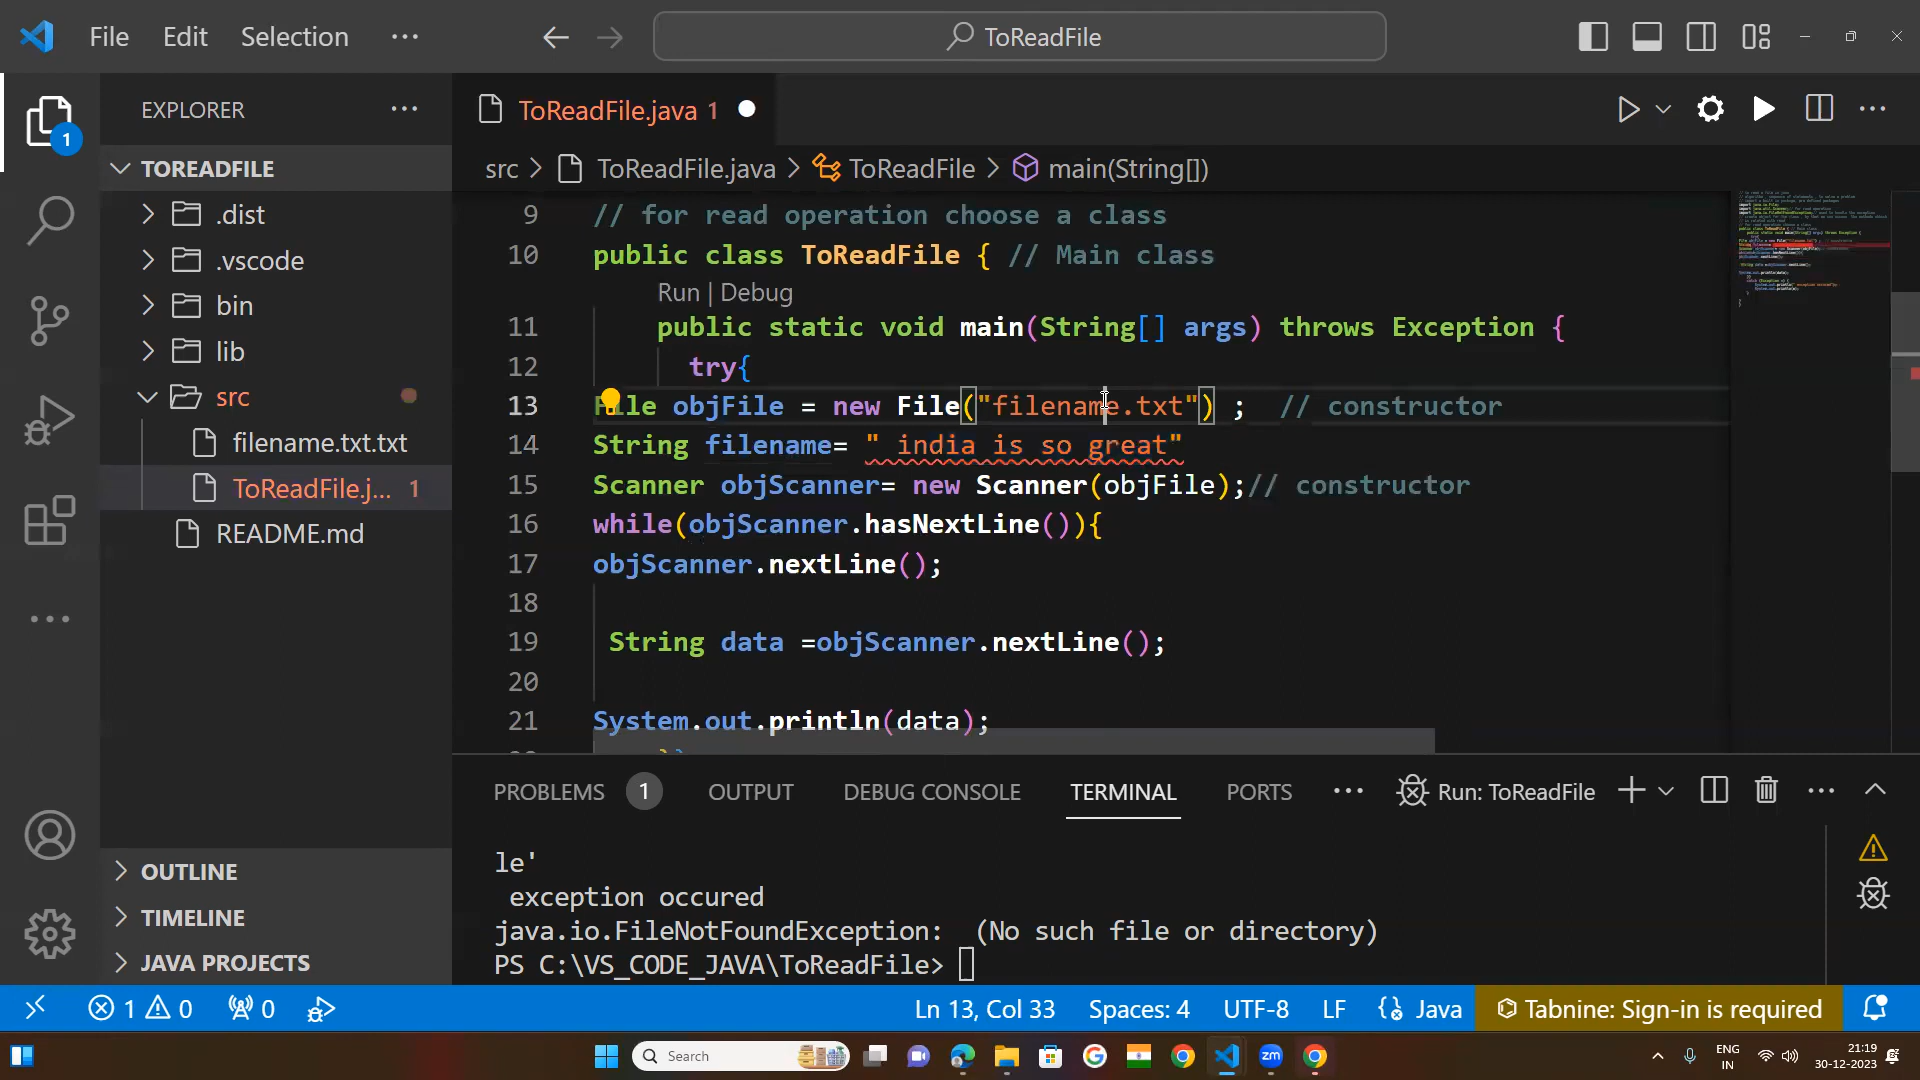 File Edit Selection ··· ToReadFile
EXPLORER ···
TOREADFILE
.dist
.vscode
bin
lib
src
filename.txt.txt
ToReadFile.j... 1
README.md
OUTLINE
TIMELINE
JAVA PROJECTS
1
ToReadFile.java 1
src > ToReadFile.java > ToReadFile > main(String[])
9 // for read operation choose a class
10 public class ToReadFile { // Main class
Run | Debug
11 public static void main(String[] args) throws Exception {
12 try{
13 File objFile = new File("filename.txt") ; // constructor
14 String filename= " india is so great"
15 Scanner objScanner= new Scanner(objFile);// constructor
16 while(objScanner.hasNextLine()){
17 objScanner.nextLine();
18
19 String data =objScanner.nextLine();
20
21 System.out.println(data);
PROBLEMS 1 OUTPUT DEBUG CONSOLE TERMINAL PORTS ··· Run: ToReadFile
le'
exception occured
java.io.FileNotFoundException: (No such file or directory)
PS C:\VS_CODE_JAVA\ToReadFile>
1 0 0 Ln 13, Col 33 Spaces: 4 UTF-8 LF Java Tabnine: Sign-in is required
Search zm ENG IN 21:19 30-12-2023